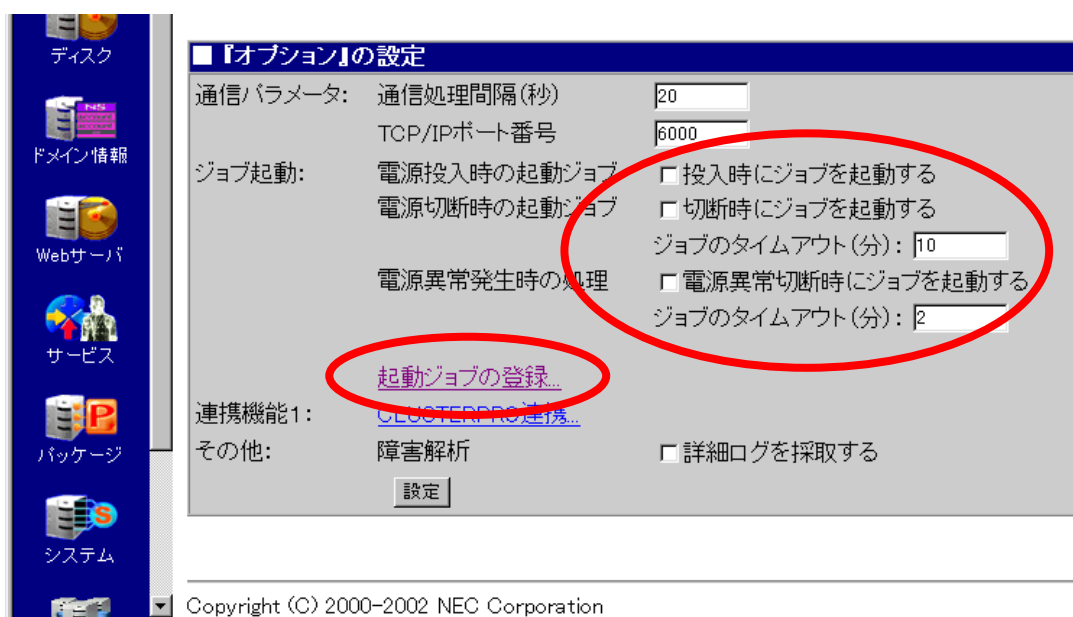 ディスク
ドメイン情報
Webサーバ
サービス
パッケージ
システム
■『オプション』の設定
通信パラメータ: 通信処理間隔(秒) 20
TCP/IPポート番号 6000
ジョブ起動: 電源投入時の起動ジョブ 投入時にジョブを起動する
電源切断時の起動ジョブ 切断時にジョブを起動する
ジョブのタイムアウト(分): 10
電源異常発生時の処理 電源異常切断時にジョブを起動する
ジョブのタイムアウト(分): 2
起動ジョブの登録...
連携機能1: CLUSTERPRO連携...
その他: 障害解析 詳細ログを採取する
設定
Copyright (C) 2000-2002 NEC Corporation